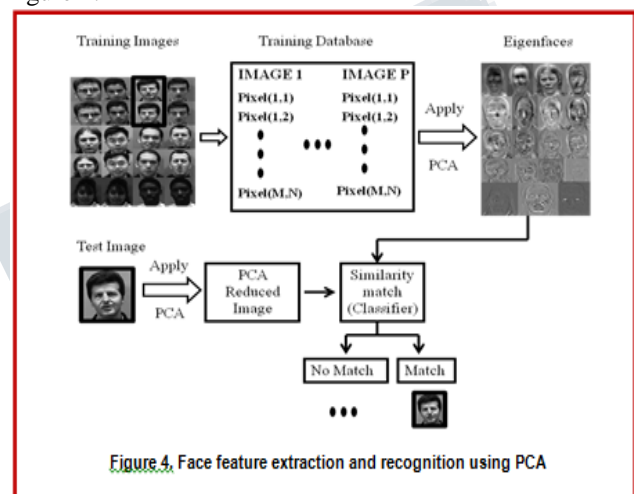 Training Images
Training Database
Eigenfaces
IMAGE 1 IMAGE P
Pixel(1,1) Pixel(1,1)
Pixel(1,2) Pixel(1,2)
Pixel(M,N) Pixel(M,N)
Apply
PCA
Test Image
Apply
PCA
PCA
Reduced
Image
Similarity
match
(Classifier)
No Match
Match
Figure 4. Face feature extraction and recognition using PCA